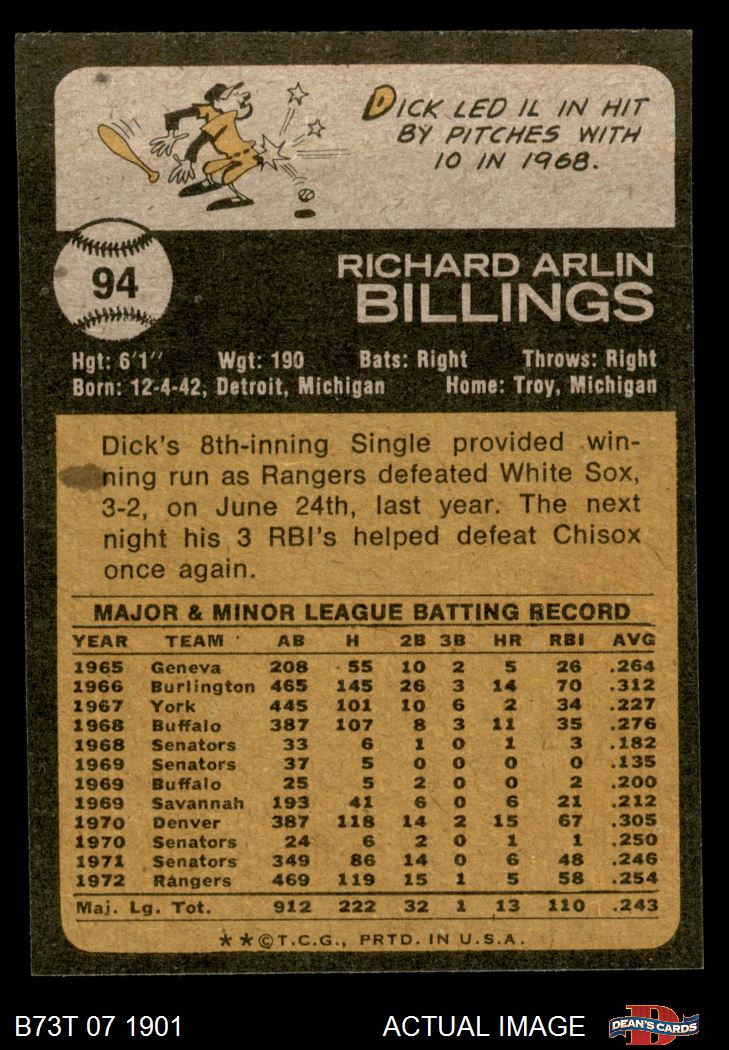 DICK LED IL IN HIT
BY PITCHES WITH
10 IN 1968.
94
RICHARD ARLIN
BILLINGS
Hgt: 6'1" Wgt: 190 Bats: Right Throws: Right
Born: 12-4-42, Detroit, Michigan Home: Troy, Michigan
Dick's 8th-inning Single provided win-
ning run as Rangers defeated White Sox,
3-2, on June 24th, last year. The next
night his 3 RBI's helped defeat Chisox
once again.
MAJOR & MINOR LEAGUE BATTING RECORD
YEAR TEAM AB H 2B 3B HR RBI AVG
1965 Geneva 208 55 10 2 5 26 .264
1966 Burlington 465 145 26 3 14 70 .312
1967 York 445 101 10 6 2 34 .227
1968 Buffalo 387 107 8 3 11 35 .276
1968 Senators 33 6 1 0 1 3 .182
1969 Senators 37 5 0 0 0 0 .135
1969 Buffalo 25 5 2 0 0 2 .200
1969 Savannah 193 41 6 0 6 21 .212
1970 Denver 387 118 14 2 15 67 .305
1970 Senators 24 6 2 0 1 1 .250
1971 Senators 349 86 14 0 6 48 .246
1972 Rangers 469 119 15 1 5 58 .254
Maj. Lg. Tot. 912 222 32 1 13 110 .243
★★©T.C.G., PRTD. IN U.S.A.
B73T 07 1901 ACTUAL IMAGE D DEAN'S CARDS